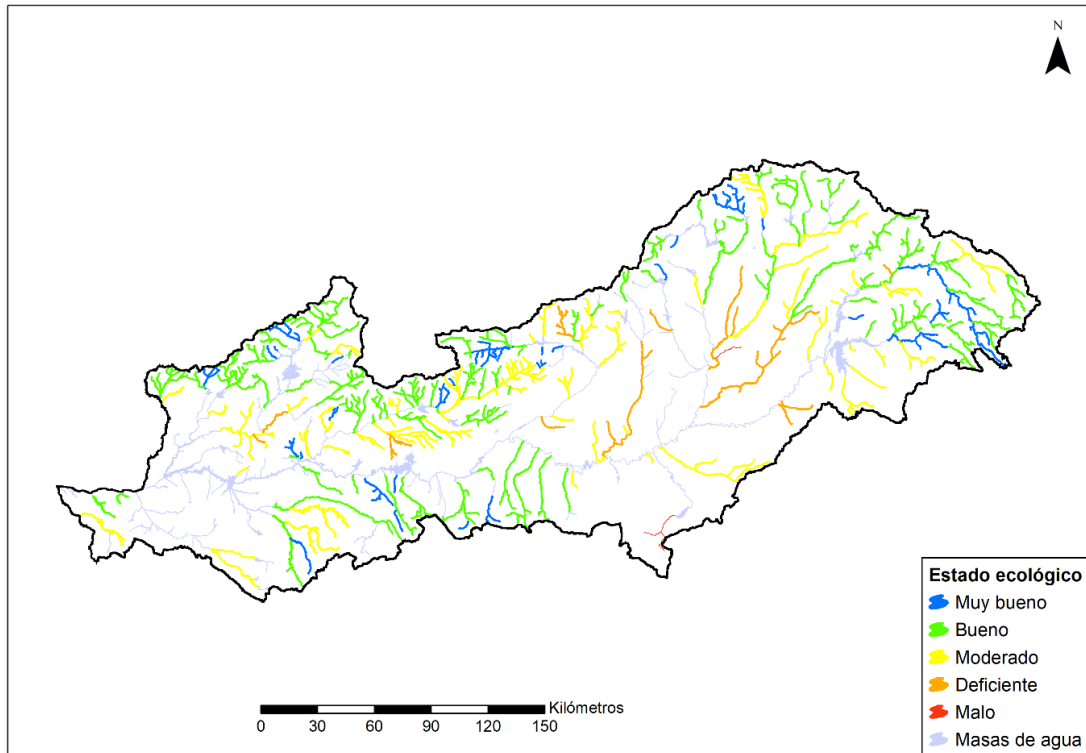 N
Estado ecológico
Muy bueno
Bueno
Moderado
Deficiente
Malo
Masas de agua
Kilómetros
0 30 60 90 120 150